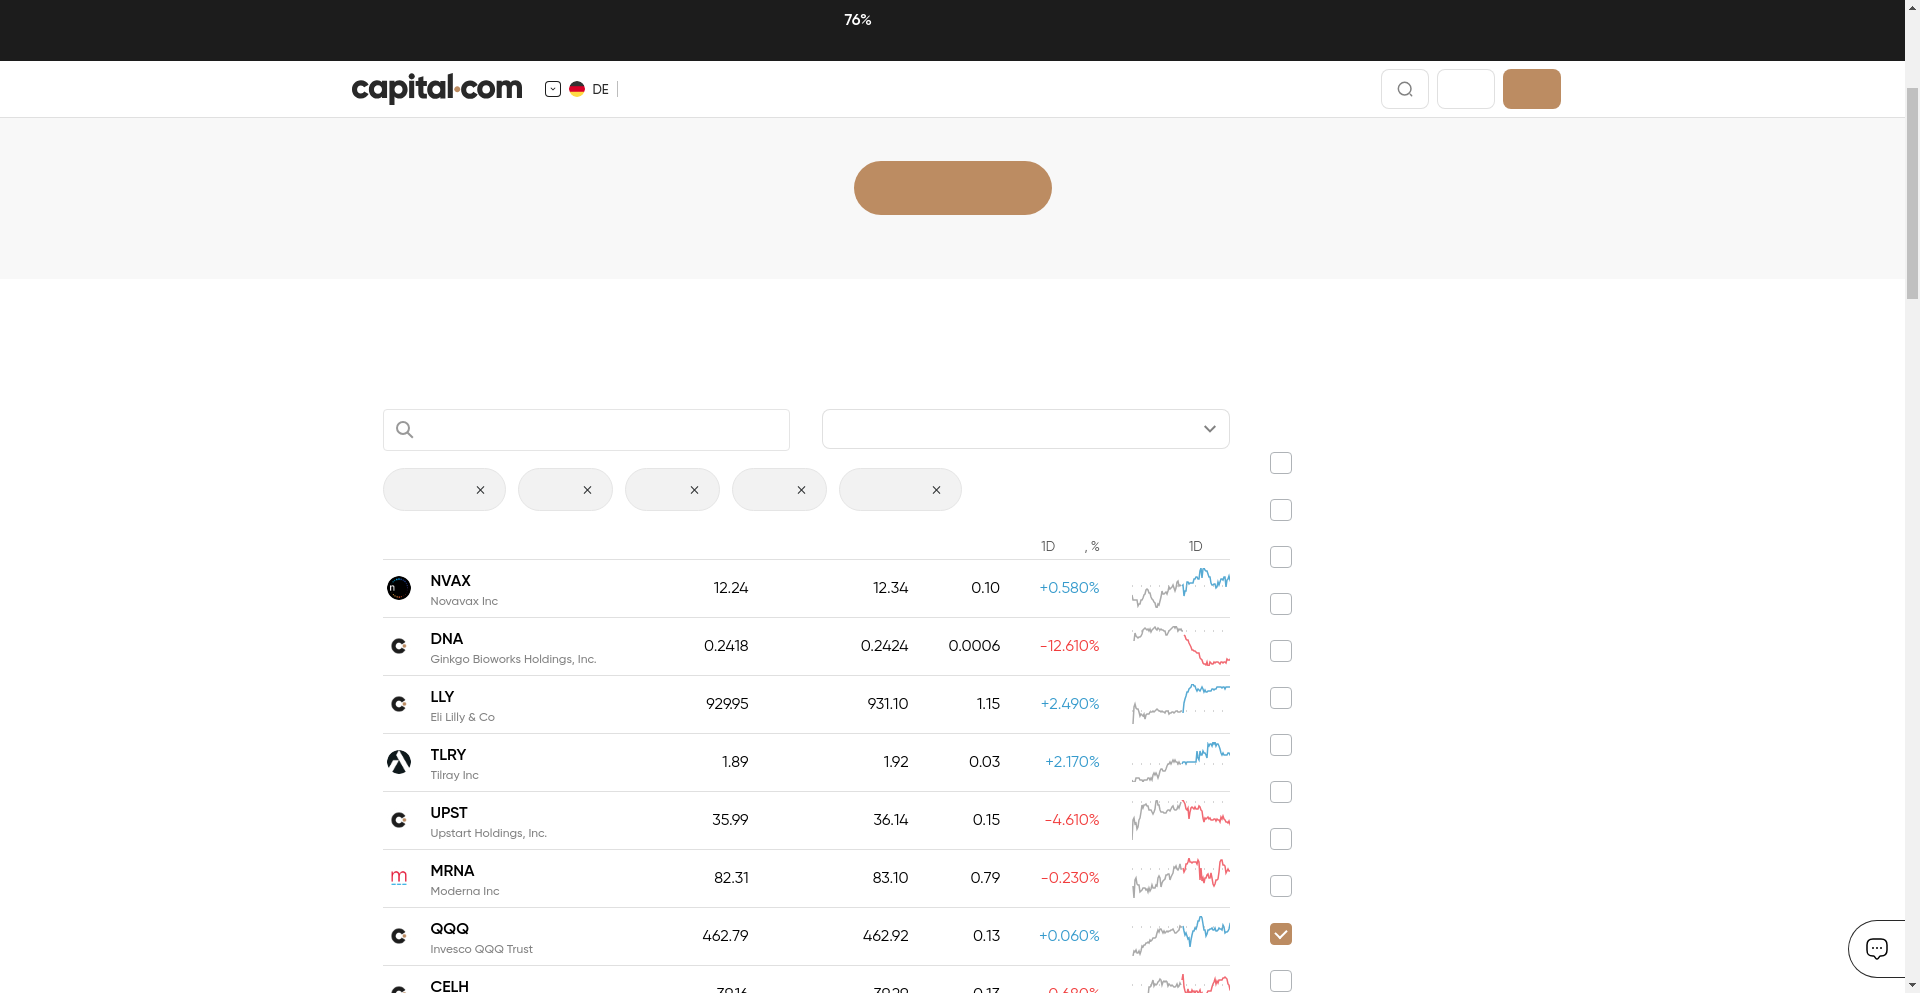 76%
capital.com
DE
1D , % 1D
NVAX 12.24 12.34 0.10 +0.580%
Novavax Inc
DNA 0.2418 0.2424 0.0006 -12.610%
Ginkgo Bioworks Holdings, Inc.
LLY 929.95 931.10 1.15 +2.490%
Eli Lilly & Co
TLRY 1.89 1.92 0.03 +2.170%
Tilray Inc
UPST 35.99 36.14 0.15 -4.610%
Upstart Holdings, Inc.
MRNA 82.31 83.10 0.79 -0.230%
Moderna Inc
QQQ 462.79 462.92 0.13 +0.060%
Invesco QQQ Trust
CELH